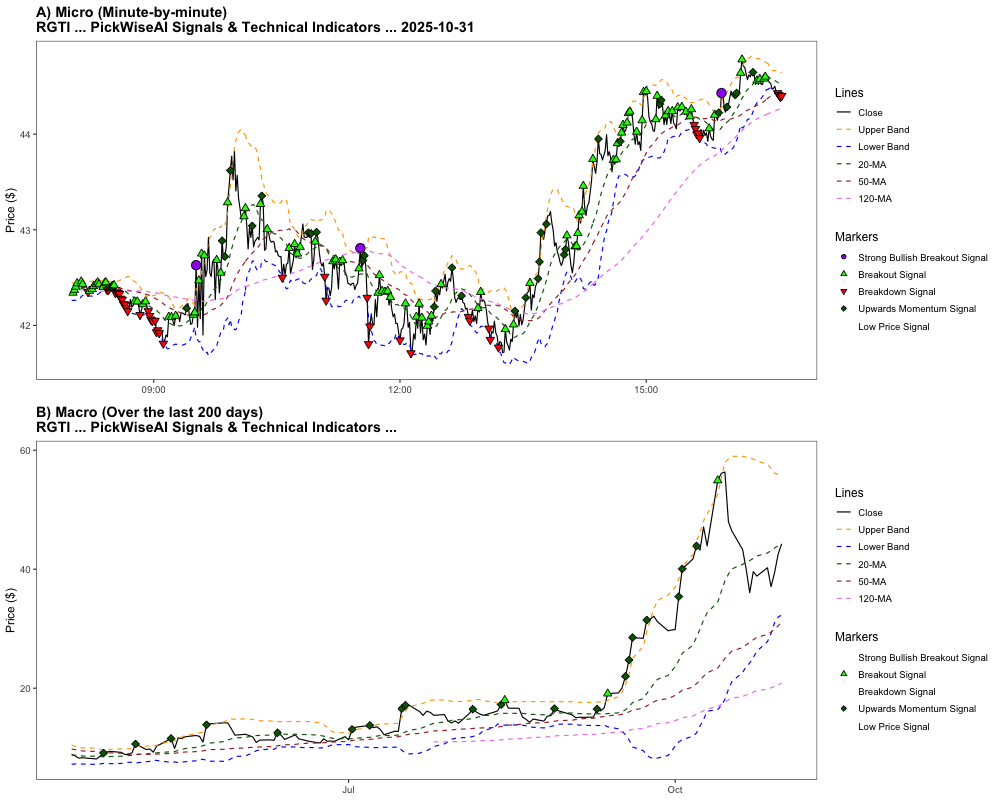 A) Micro (Minute-by-minute)
RGTI ... PickWiseAI Signals & Technical Indicators ... 2025-10-31
Price ($)
44
43
42
09:00
12:00
15:00
Lines
Close
Upper Band
Lower Band
20-MA
50-MA
120-MA
Markers
Strong Bullish Breakout Signal
Breakout Signal
Breakdown Signal
Upwards Momentum Signal
Low Price Signal
B) Macro (Over the last 200 days)
RGTI ... PickWiseAI Signals & Technical Indicators ...
Price ($)
60
40
20
Jul
Oct
Lines
Close
Upper Band
Lower Band
20-MA
50-MA
120-MA
Markers
Strong Bullish Breakout Signal
Breakout Signal
Breakdown Signal
Upwards Momentum Signal
Low Price Signal